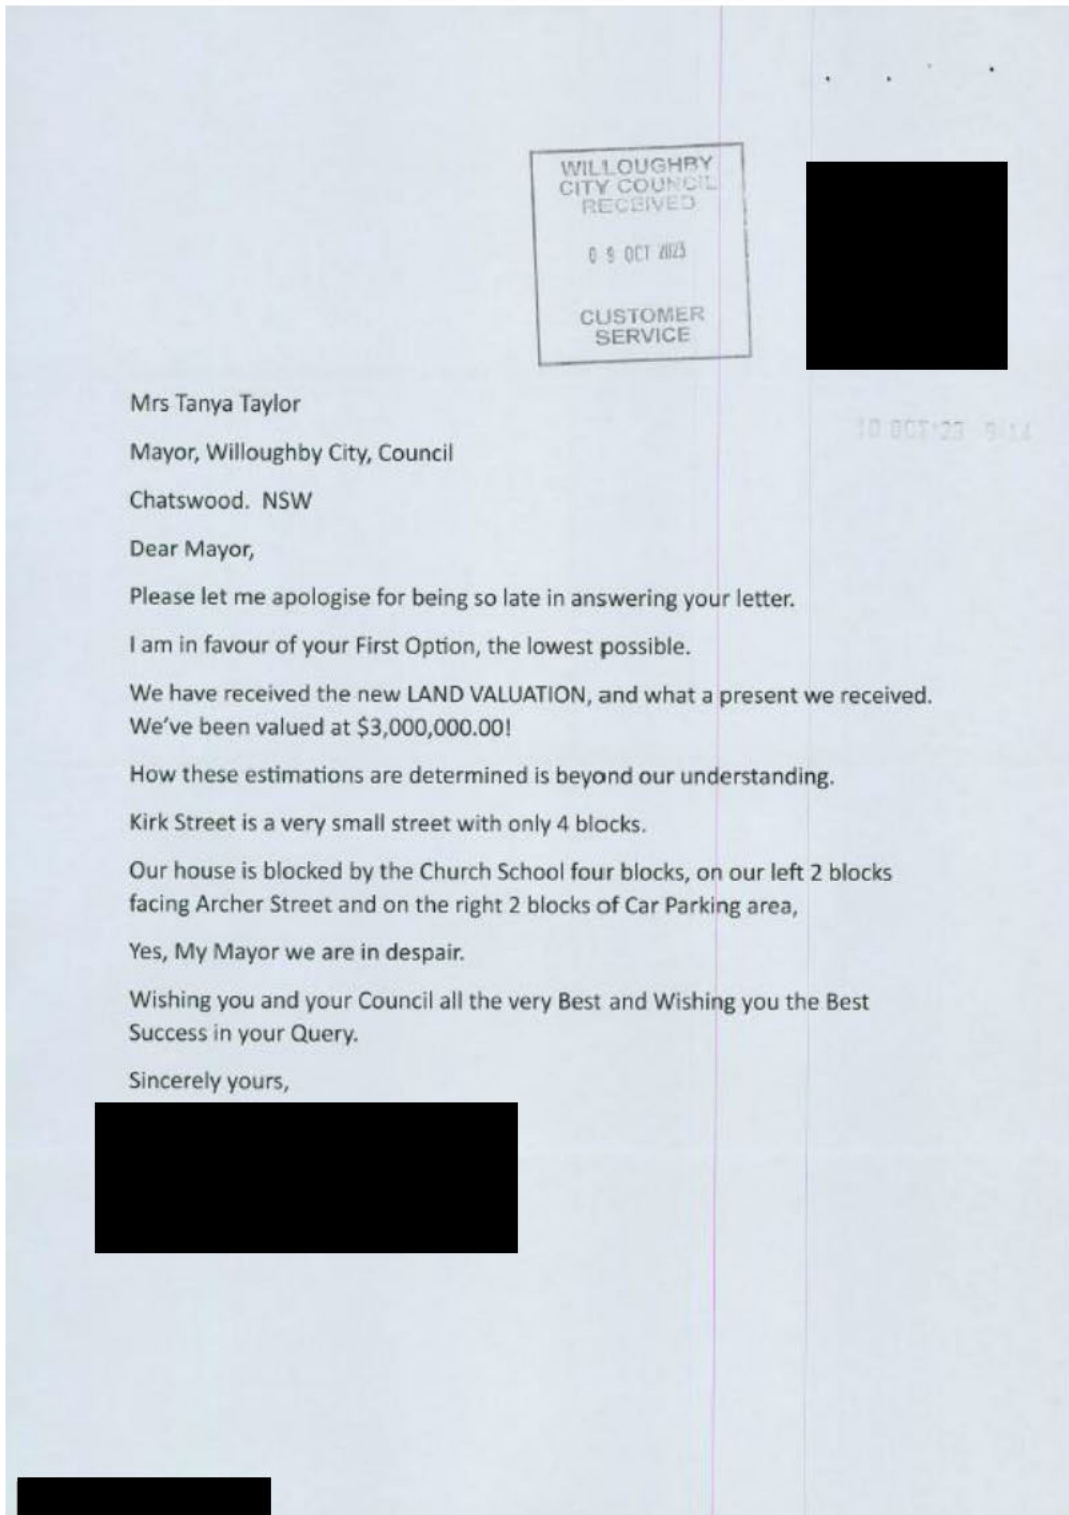 WILLOUGHBY
CITY COUNCIL
RECEIVED
09 OCT 2023
CUSTOMER
SERVICE
Mrs Tanya Taylor
10 OCT'23 9:14
Mayor, Willoughby City, Council
Chatswood. NSW
Dear Mayor,
Please let me apologise for being so late in answering your letter.
I am in favour of your First Option, the lowest possible.
We have received the new LAND VALUATION, and what a present we received.
We've been valued at $3,000,000.00!
How these estimations are determined is beyond our understanding.
Kirk Street is a very small street with only 4 blocks.
Our house is blocked by the Church School four blocks, on our left 2 blocks
facing Archer Street and on the right 2 blocks of Car Parking area,
Yes, My Mayor we are in despair.
Wishing you and your Council all the very Best and Wishing you the Best
Success in your Query.
Sincerely yours,